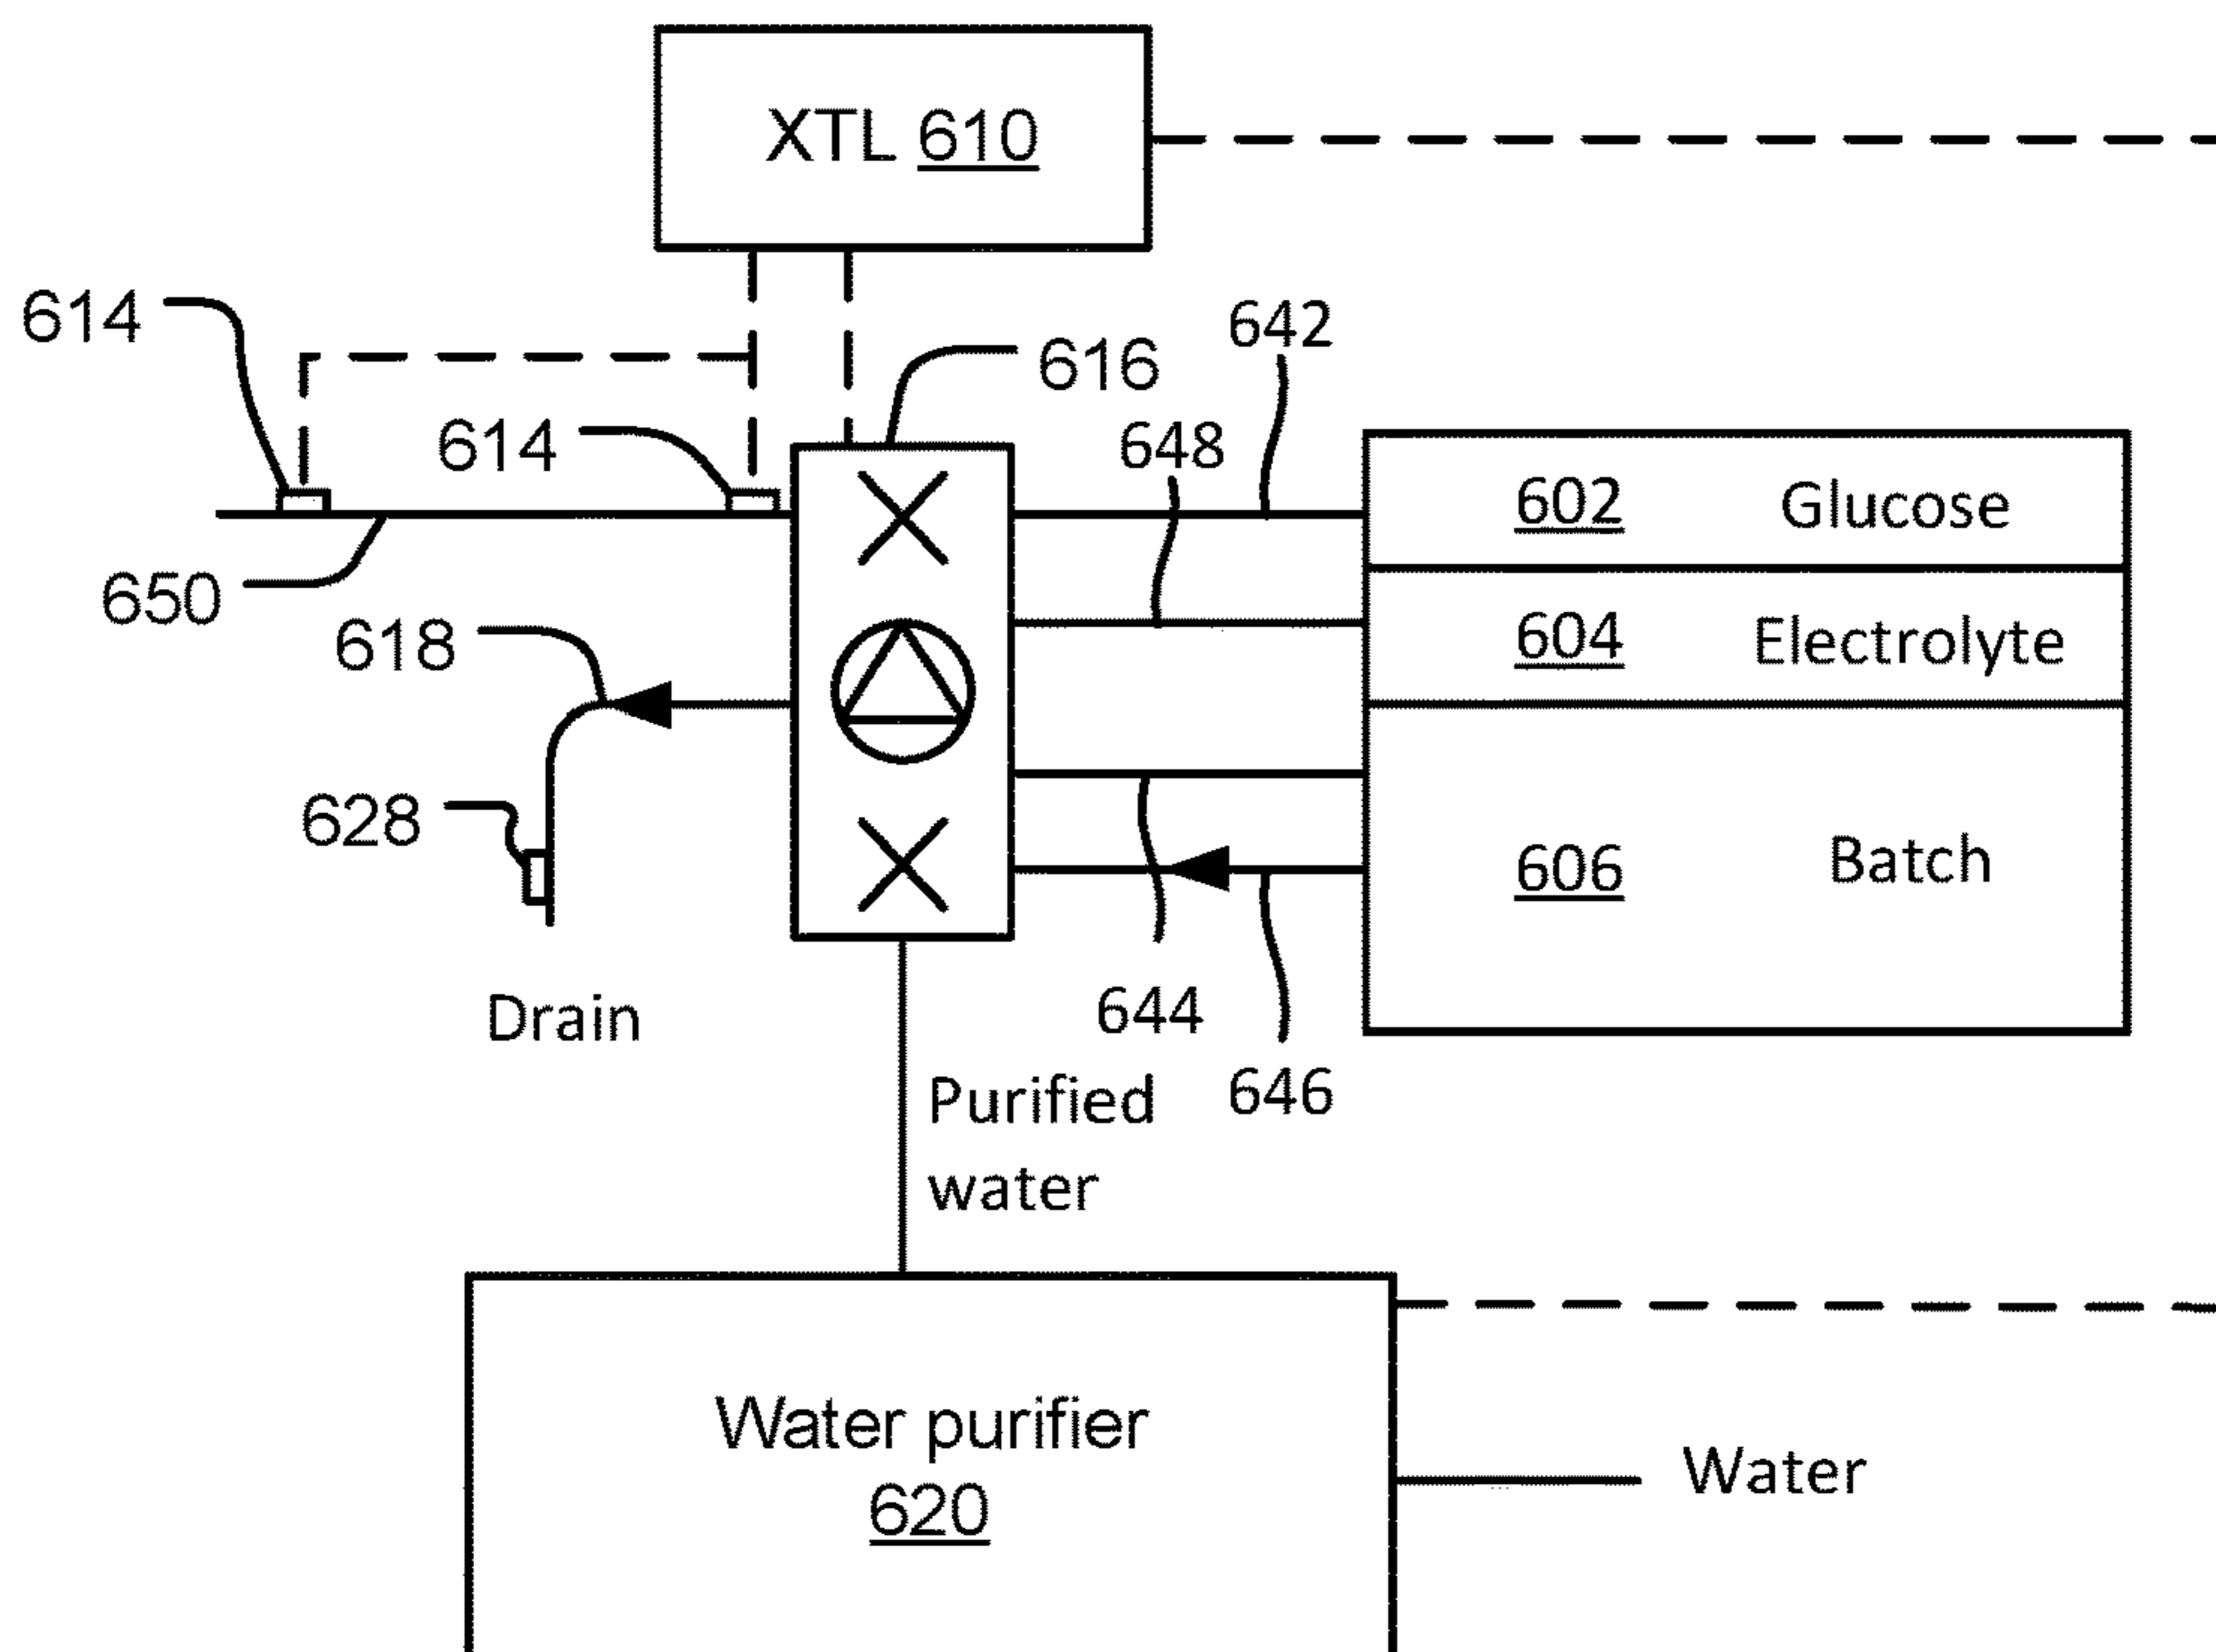 XTL 610
614
616
642
614
648
602 Glucose
650
618
604 Electrolyte
628
606 Batch
Drain
644
646
Purified
water
Water purifier
620
Water